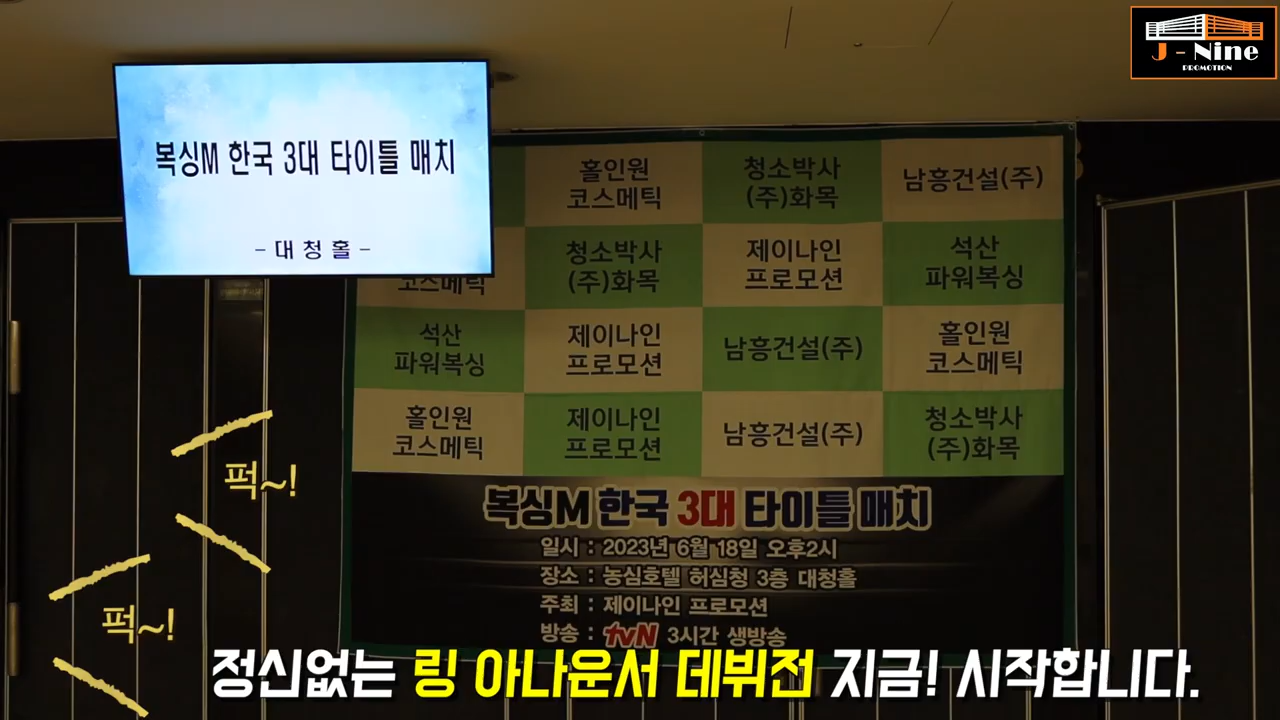 J - Nine
PROMOTION
복싱M 한국 3대 타이틀 매치
- 대 청 홀 -
홀인원
코스메틱
청소박사
(주)화목
남흥건설(주)
코스메틱
청소박사
(주)화목
제이나인
프로모션
석산
파워복싱
석산
파워복싱
제이나인
프로모션
남흥건설(주)
홀인원
코스메틱
홀인원
코스메틱
제이나인
프로모션
남흥건설(주)
청소박사
(주)화목
복싱M 한국 3대 타이틀 매치
일시 : 2023년 6월 18일 오후2시
장소 : 농심호텔 허심청 3층 대청홀
주최 : 제이나인 프로모션
방송 : tvN 3시간 생방송
퍽~!
퍽~!
정신없는 링 아나운서 데뷔전 지금! 시작합니다.